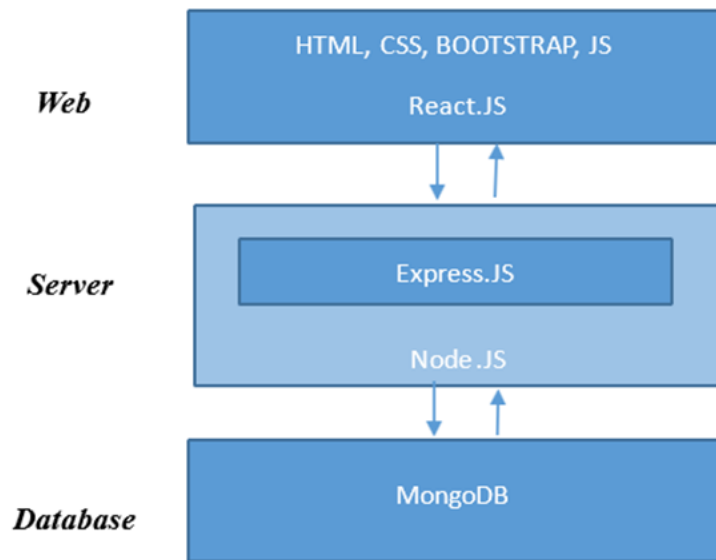 HTML, CSS, BOOTSTRAP, JS
Web
React.JS
Express.JS
Server
Node.JS
MongoDB
Database